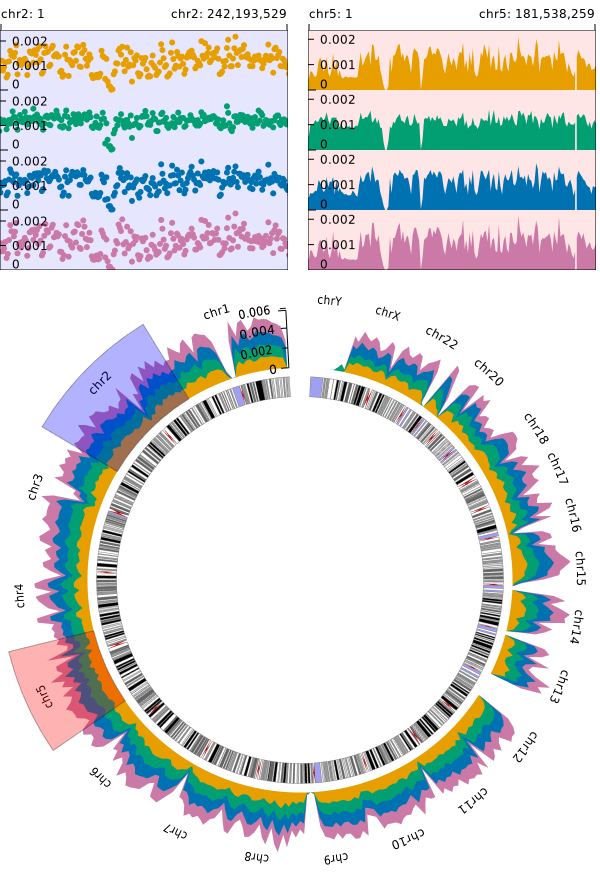 chr2: 1
chr2: 242,193,529
chr5: 1
chr5: 181,538,259
0.002
0.001
0
0.002
0.001
0
0.002
0.001
0
0.002
0.001
0
0.002
0.001
0
0.002
0.001
0
0.002
0.001
0
0.002
0.001
0
chr1
0.006
0.004
0.002
0
chrY
chrX
chr22
chr20
chr18
chr17
chr16
chr15
chr14
chr13
chr12
chr11
chr10
chr9
chr8
chr7
chr6
chr5
chr4
chr3
chr2